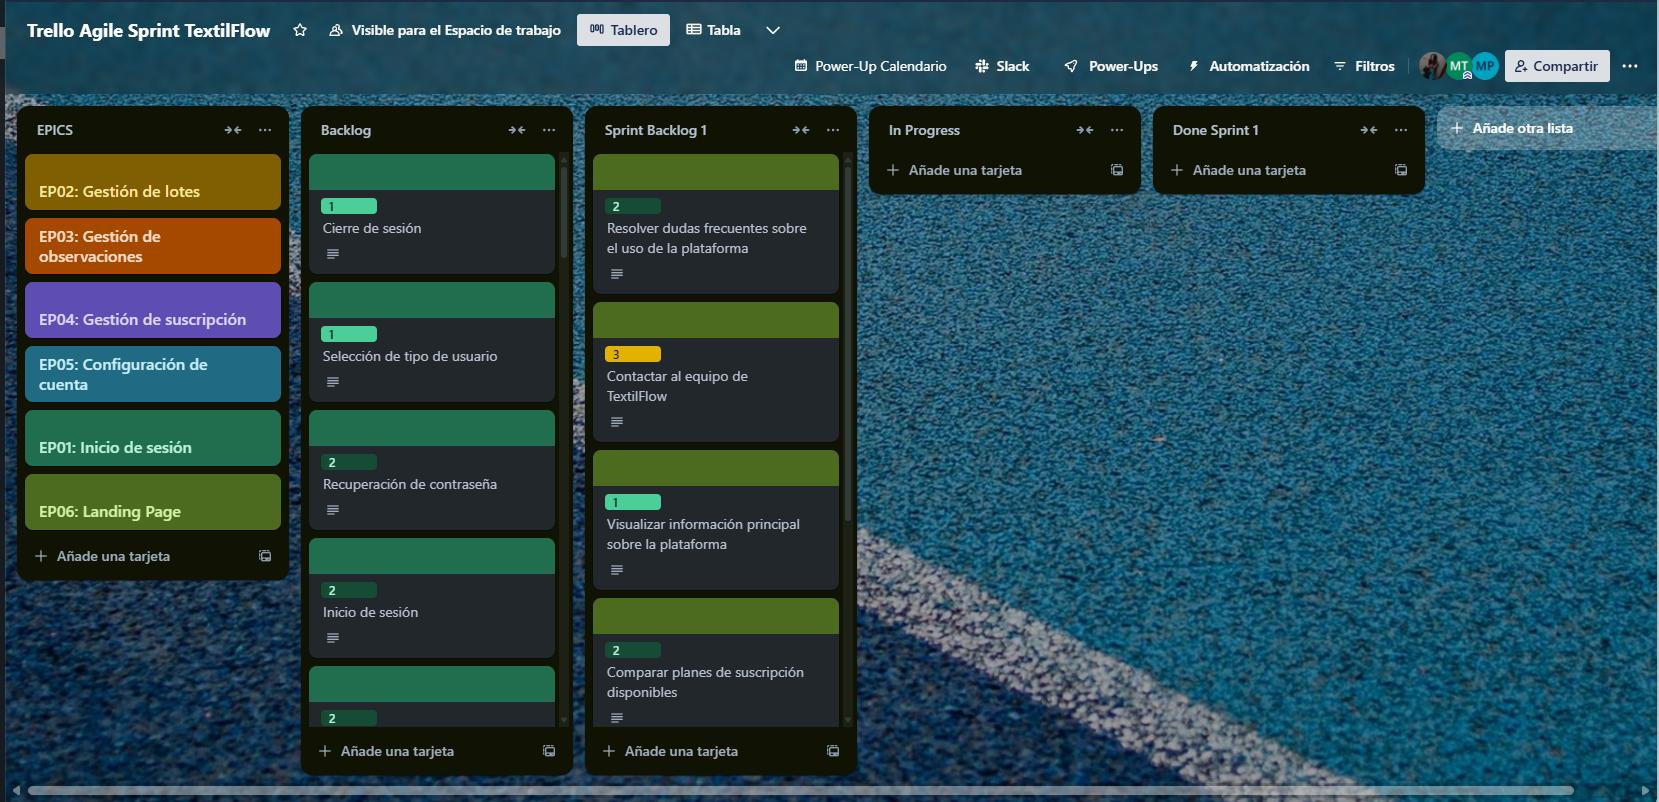 Trello Agile Sprint TextilFlow
Visible para el Espacio de trabajo
Tablero
Tabla
Power-Up Calendario
Slack
Power-Ups
Automatización
Filtros
MT
MP
Compartir
EPICS
EP02: Gestión de lotes
EP03: Gestión de
observaciones
EP04: Gestión de suscripción
EP05: Configuración de
cuenta
EP01: Inicio de sesión
EP06: Landing Page
Añade una tarjeta
Backlog
1
Cierre de sesión
1
Selección de tipo de usuario
2
Recuperación de contraseña
2
Inicio de sesión
2
Añade una tarjeta
Sprint Backlog 1
2
Resolver dudas frecuentes sobre
el uso de la plataforma
3
Contactar al equipo de
TextilFlow
1
Visualizar información principal
sobre la plataforma
2
Comparar planes de suscripción
disponibles
Añade una tarjeta
In Progress
Añade una tarjeta
Done Sprint 1
Añade una tarjeta
Añade otra lista